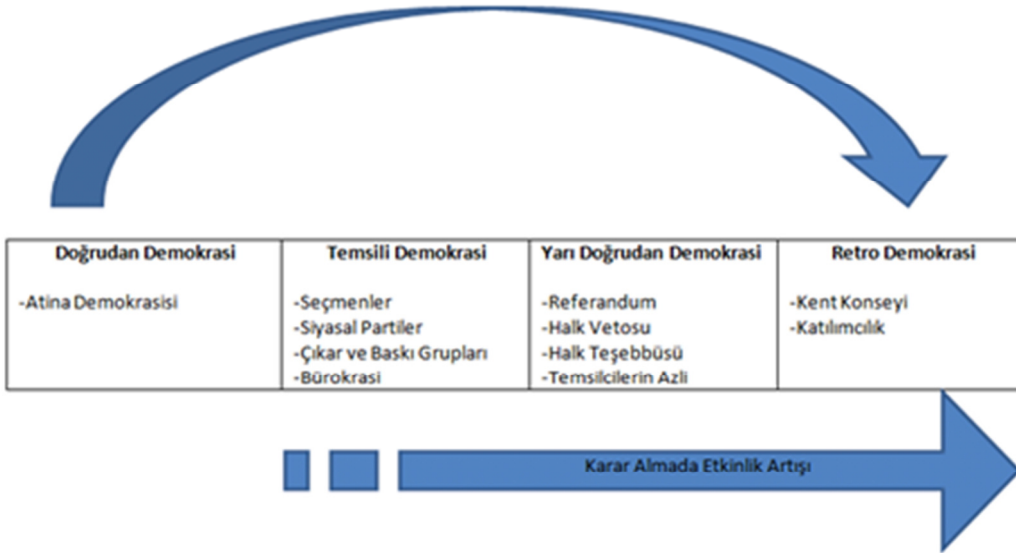 Doğrudan Demokrasi
-Atina Demokrasisi
Temsili Demokrasi
-Seçmenler
-Siyasal Partiler
-Çıkar ve Baskı Grupları
-Bürokrasi
Yarı Doğrudan Demokrasi
-Referandum
-Halk Vetosu
-Halk Teşebbüsü
-Temsilcilerin Azli
Retro Demokrasi
-Kent Konseyi
-Katılımcılık
Karar Almada Etkinlik Artışı